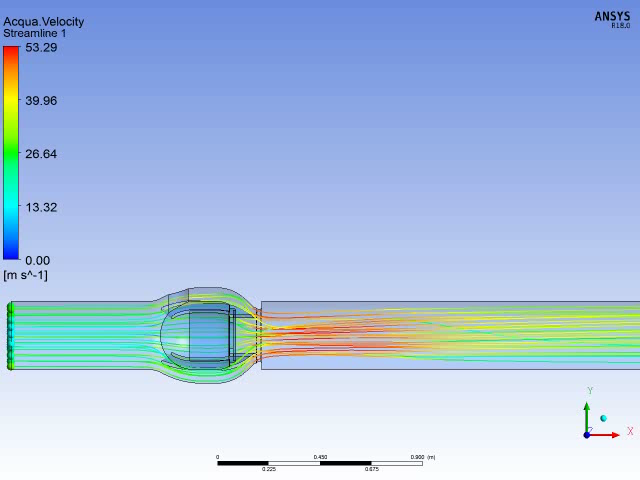 Acqua.Velocity
Streamline 1
53.29
39.96
26.64
13.32
0.00
[m s^-1]
ANSYS
R18.0
Y
X
Z
0 0.450 0.900 (m)
0.225 0.675